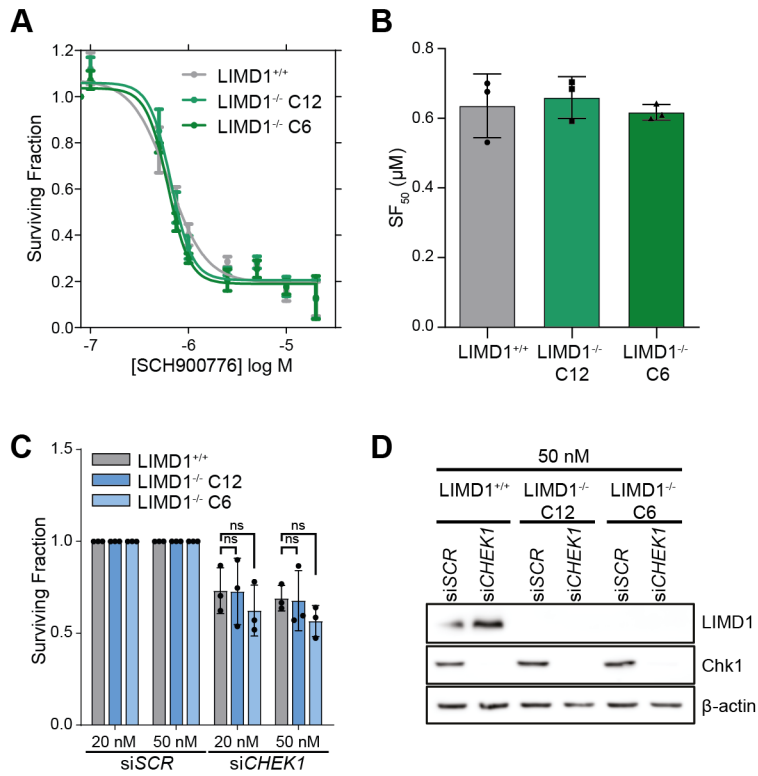 A
1.2
1.0
0.8
0.6
0.4
0.2
0.0
Surviving Fraction
LIMD1+/+
LIMD1-/- C12
LIMD1-/- C6
-7 -6 -5
[SCH900776] log M
B
0.8
0.6
0.4
0.2
0.0
SF50 (µM)
LIMD1+/+ LIMD1-/- LIMD1-/-
C12 C6
C
1.5
1.0
0.5
0.0
Surviving Fraction
LIMD1+/+
LIMD1-/- C12
LIMD1-/- C6
ns ns
ns ns
20 nM 50 nM 20 nM 50 nM
siSCR siCHEK1
D
50 nM
LIMD1+/+ LIMD1-/- LIMD1-/-
C12 C6
siSCR siCHEK1 siSCR siCHEK1 siSCR siCHEK1
LIMD1
Chk1
β-actin